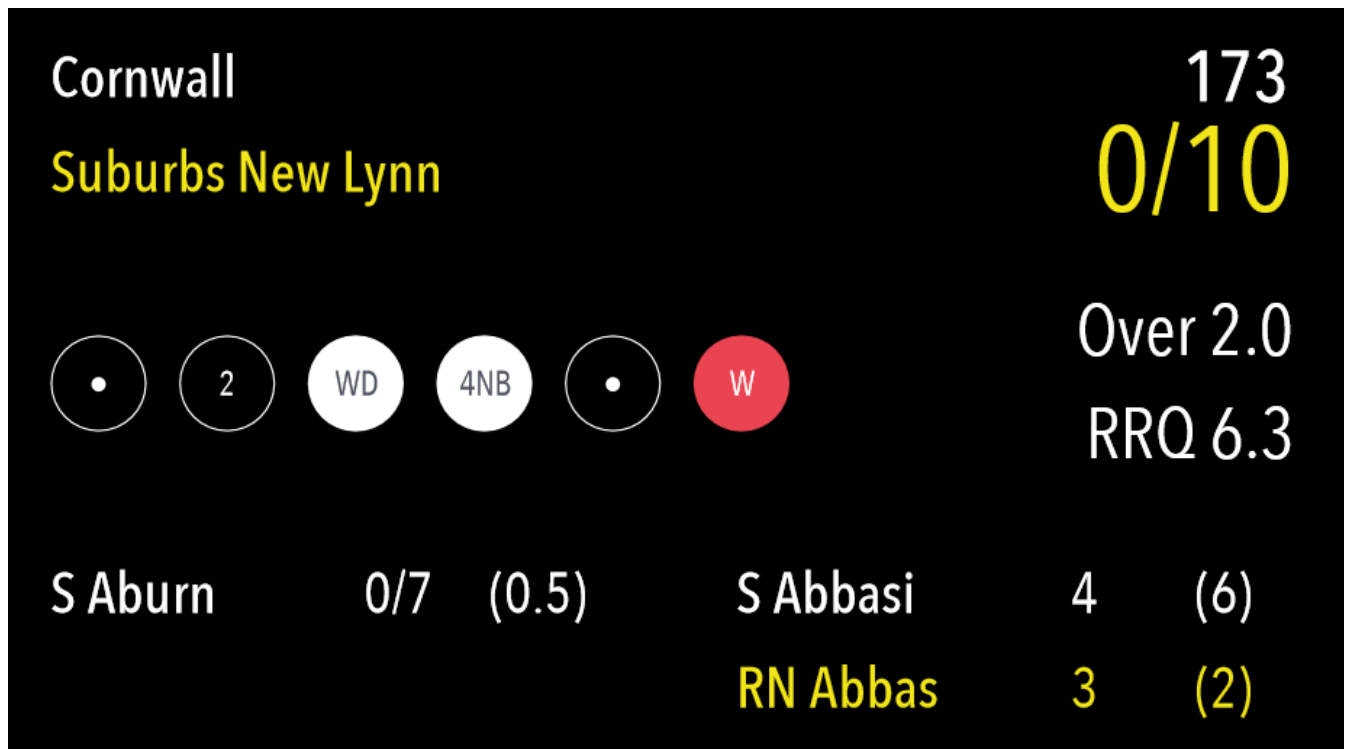 Cornwall 173
Suburbs New Lynn 0/10
Over 2.0
2 WD 4NB W
RRQ 6.3
S Aburn 0/7 (0.5) S Abbasi 4 (6)
RN Abbas 3 (2)